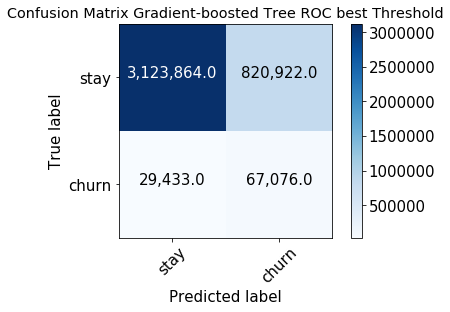 Confusion Matrix Gradient-boosted Tree ROC best Threshold
3000000
stay
3,123,864.0
820,922.0
2500000
2000000
1500000
churn
29,433.0
67,076.0
1000000
500000
stay
churn
True label
Predicted label